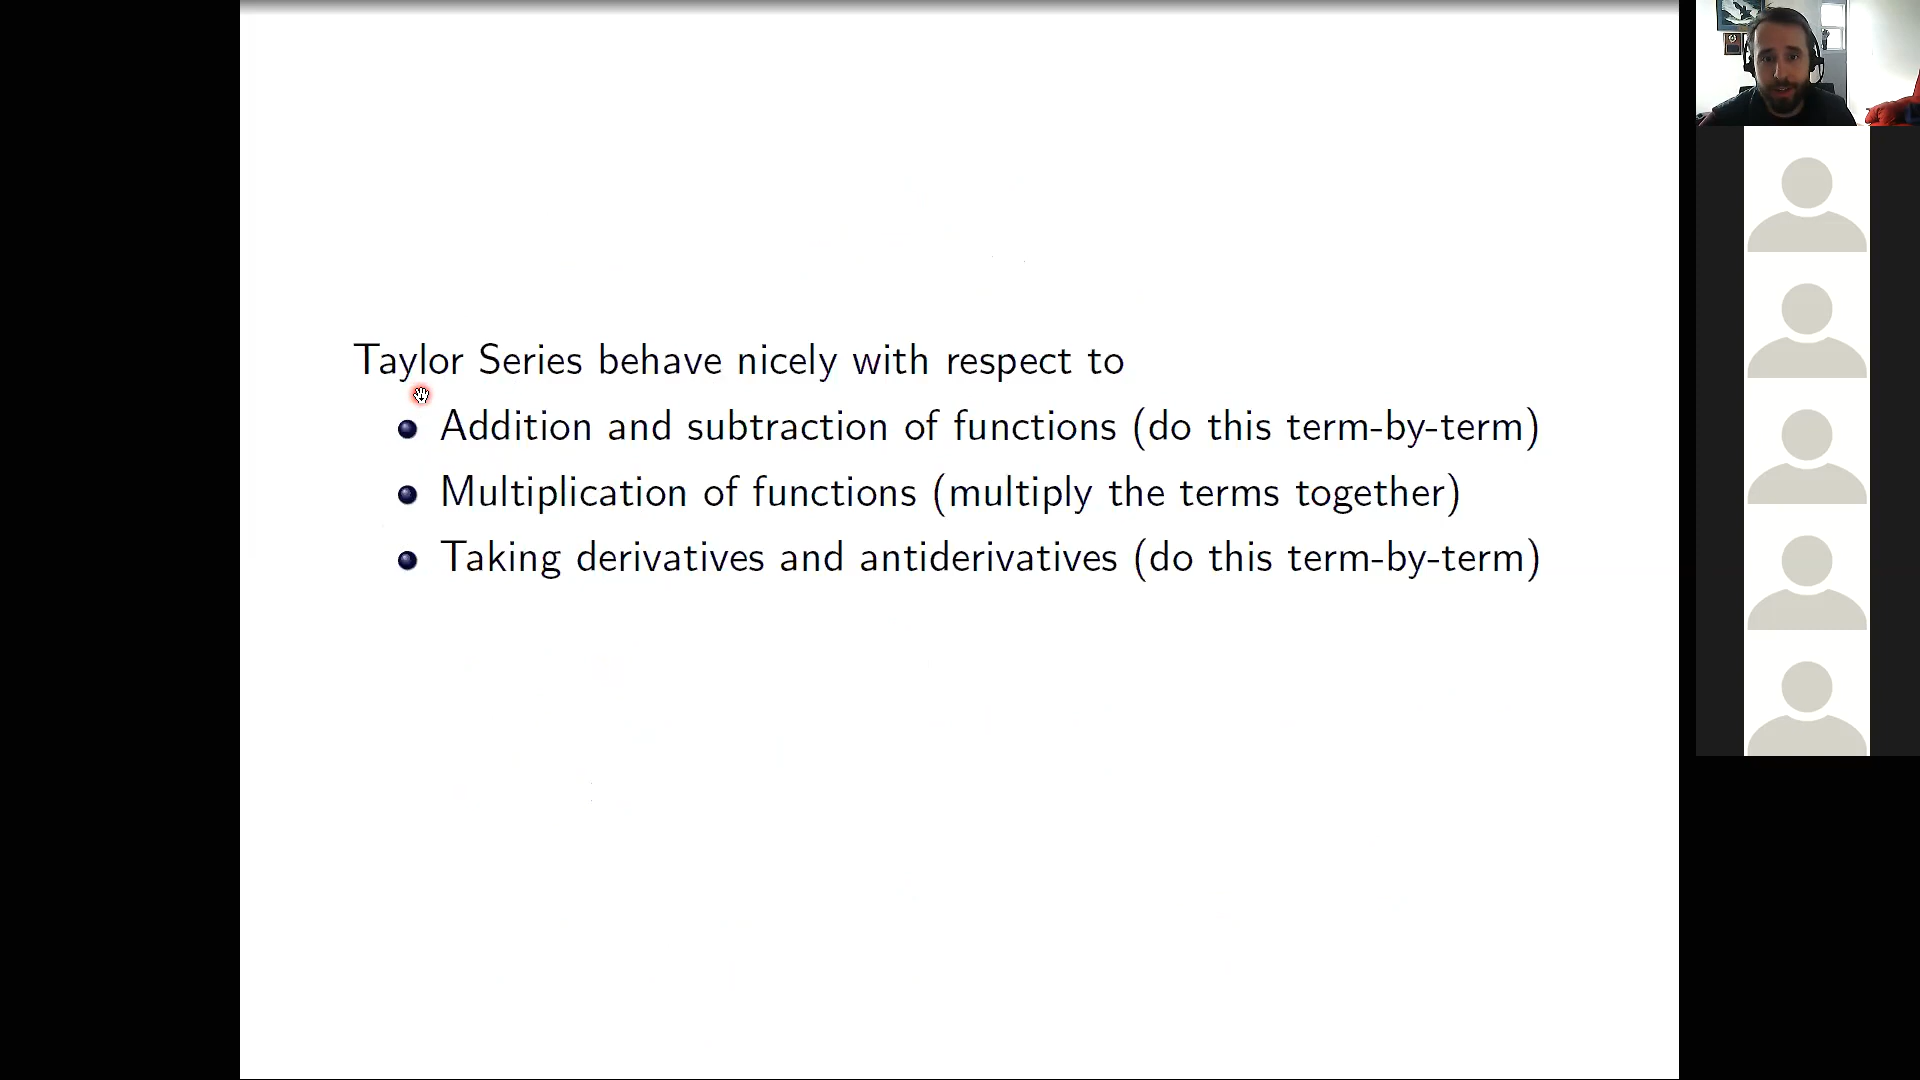 Taylor Series behave nicely with respect to
Addition and subtraction of functions (do this term-by-term)
Multiplication of functions (multiply the terms together)
Taking derivatives and antiderivatives (do this term-by-term)